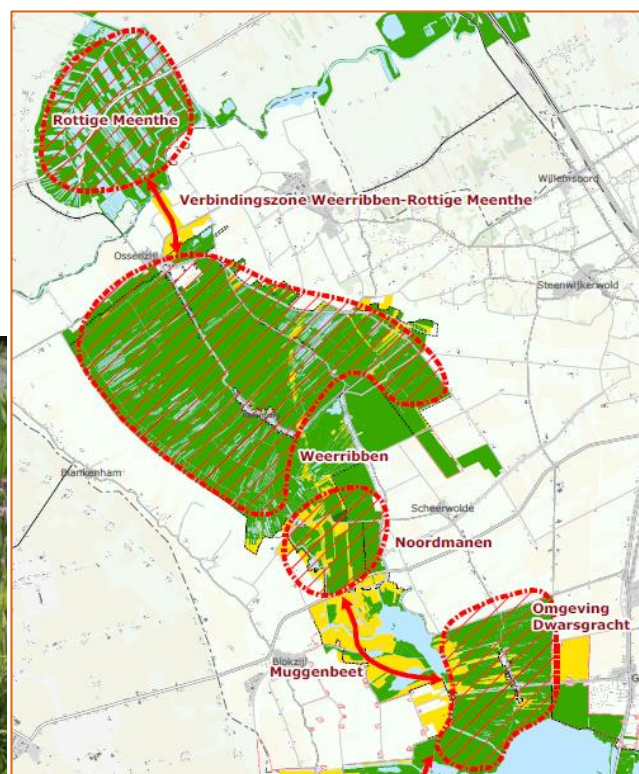 Rottige Meenthe
Willemsoord
Verbindingszone Weerribben-Rottige Meenthe
Ossenzijl
Steenwijkerwold
Weerribben
Blankenham
Scheerwolde
Noordmanen
Omgeving
Dwarsgracht
Blokzijl
Muggenbeet
G